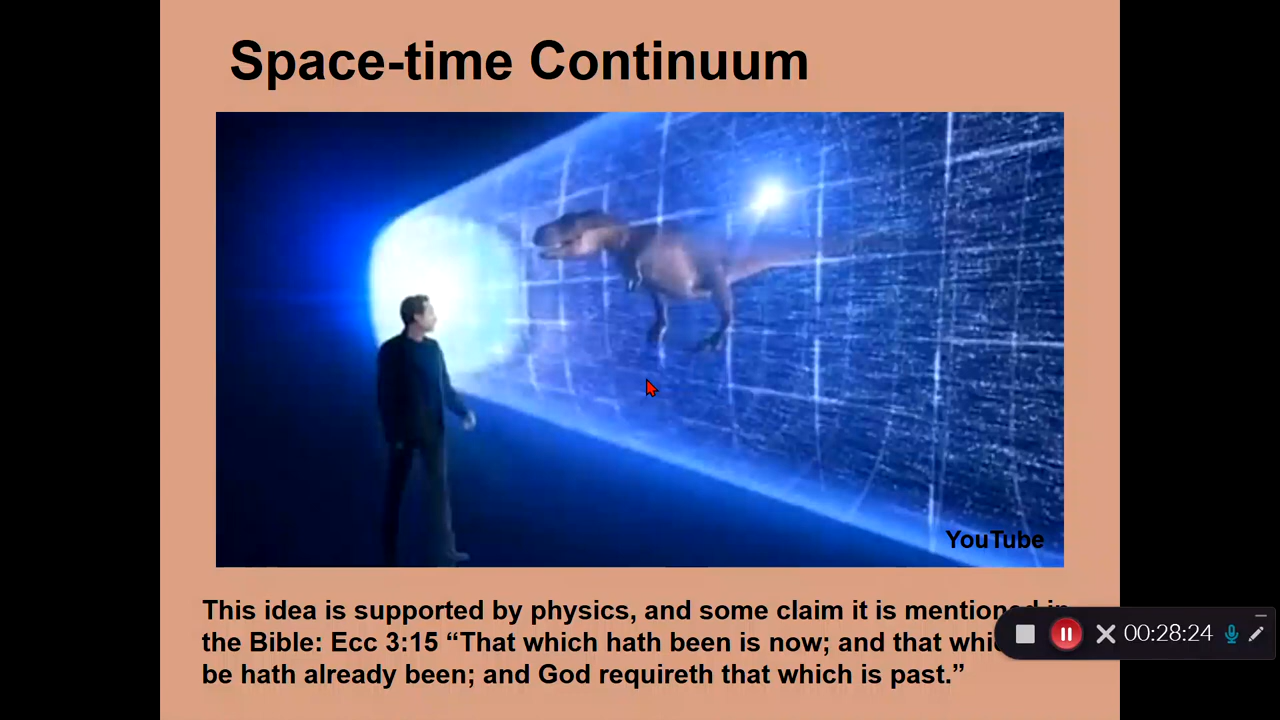 Space-time Continuum
YouTube
This idea is supported by physics, and some claim it is mentioned in
the Bible: Ecc 3:15 “That which hath been is now; and that
be hath already been; and God requireth that which is past.”
00:28:24